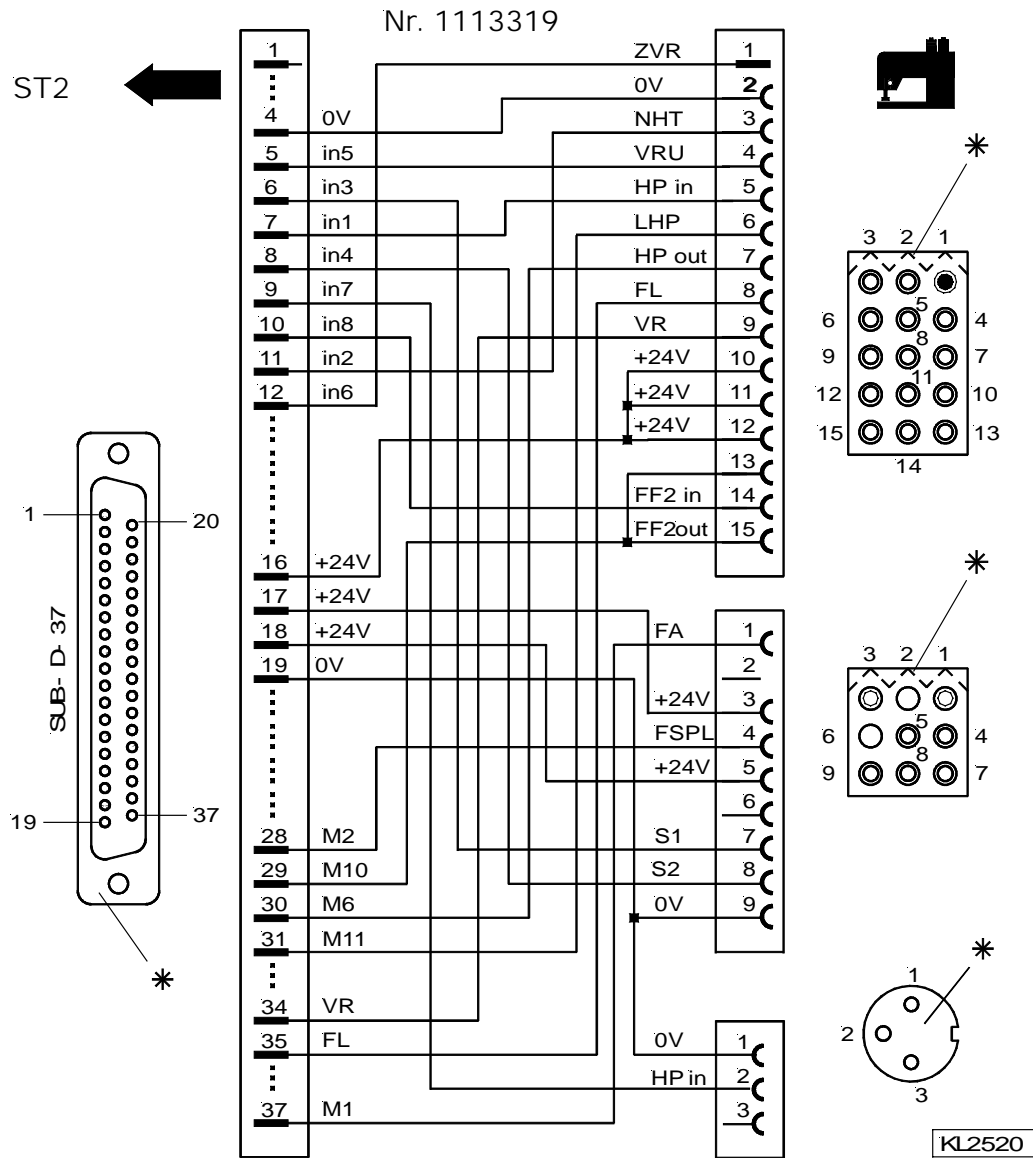 Nr. 1113319
ST2
1
4 0V
5 in5
6 in3
7 in1
8 in4
9 in7
10 in8
11 in2
12 in6
16 +24V
17 +24V
18 +24V
19 0V
28 M2
29 M10
30 M6
31 M11
34 VR
35 FL
37 M1
ZVR 1
0V 2
NHT 3
VRU 4
HP in 5
LHP 6
HP out 7
FL 8
VR 9
+24V 10
+24V 11
+24V 12
13
FF2 in 14
FF2out 15
FA 1
2
+24V 3
FSPL 4
+24V 5
6
S1 7
S2 8
0V 9
0V 1
HP in 2
3
1 20
SUB- D- 37
19 37
*
*
3 2 1
5
6 4
8
9 7
11
12 10
15 13
14
*
3 2 1
5
6 4
8
9 7
*
1
2
3
KL2520